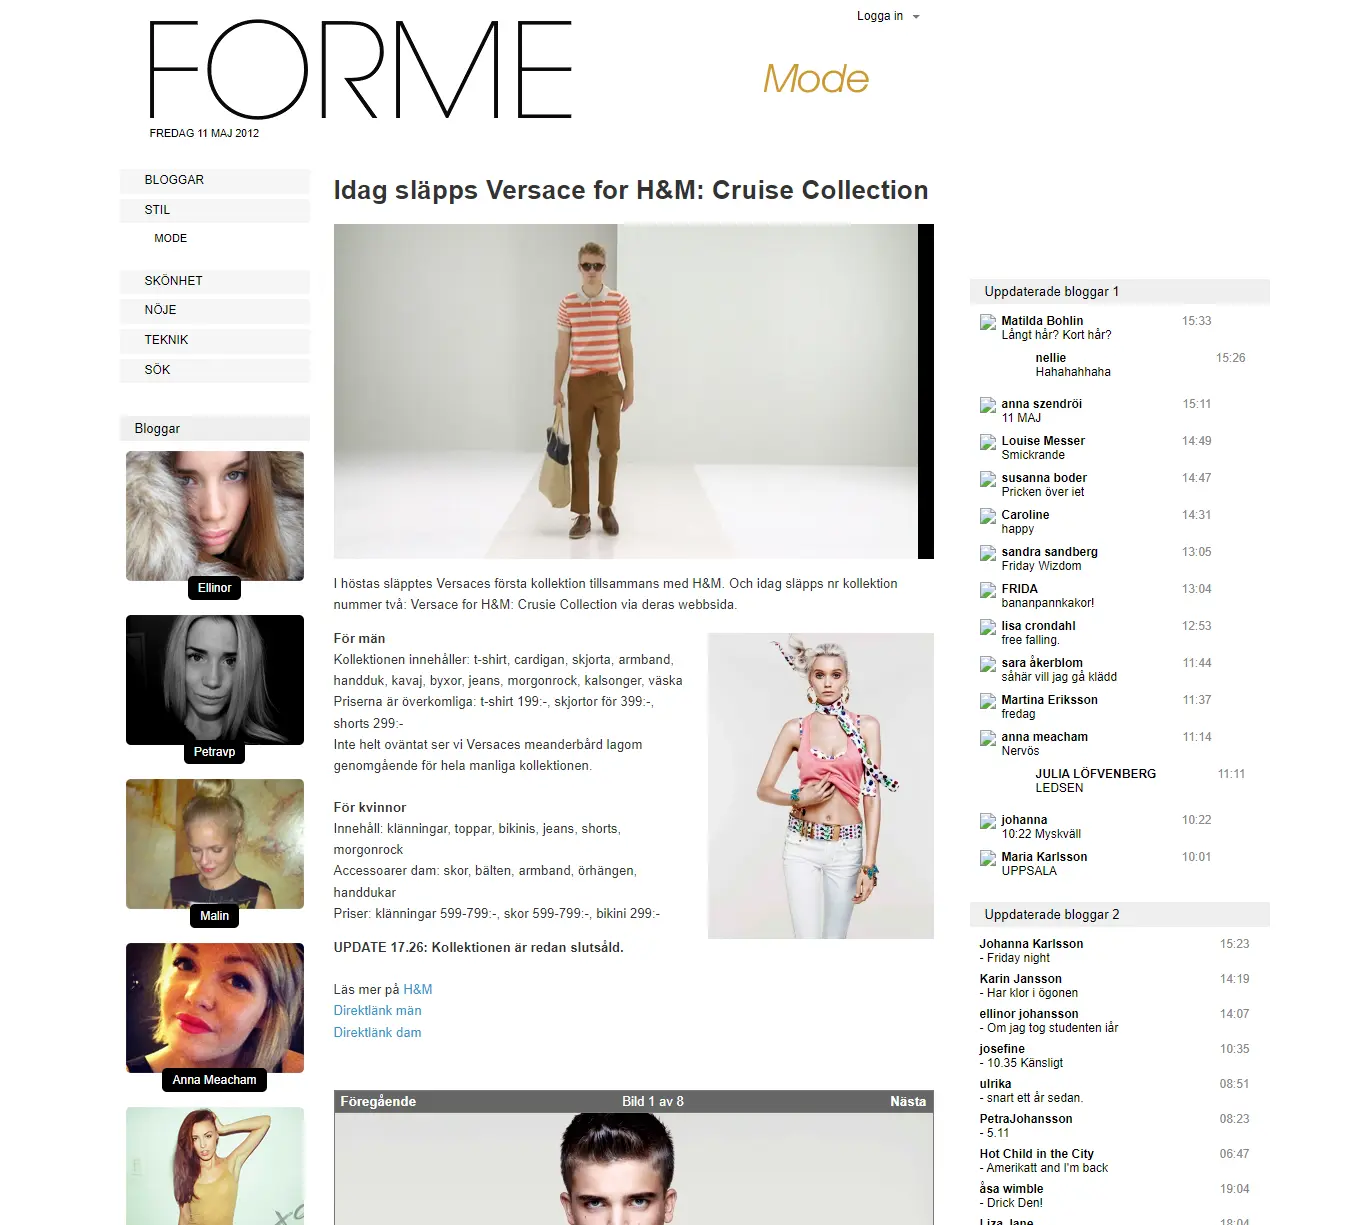 Logga in
FORME
Mode
FREDAG 11 MAJ 2012
BLOGGAR
STIL
MODE
SKÖNHET
NÖJE
TEKNIK
SÖK
Bloggar
Ellinor
Petravp
Malin
Anna Meacham
Idag släpps Versace for H&M: Cruise Collection
I höstas släpptes Versaces första kollektion tillsammans med H&M. Och idag släpps nr kollektion
nummer två: Versace for H&M: Crusie Collection via deras webbsida.
För män
Kollektionen innehåller: t-shirt, cardigan, skjorta, armband,
handduk, kavaj, byxor, jeans, morgonrock, kalsonger, väska
Priserna är överkomliga: t-shirt 199:-, skjortor för 399:-,
shorts 299:-
Inte helt oväntat ser vi Versaces meanderbård lagom
genomgående för hela manliga kollektionen.
För kvinnor
Innehåll: klänningar, toppar, bikinis, jeans, shorts,
morgonrock
Accessoarer dam: skor, bälten, armband, örhängen,
handdukar
Priser: klänningar 599-799:-, skor 599-799:-, bikini 299:-
UPDATE 17.26: Kollektionen är redan slutsåld.
Läs mer på H&M
Direktlänk män
Direktlänk dam
Föregående Bild 1 av 8 Nästa
Uppdaterade bloggar 1
Matilda Bohlin 15:33
Långt hår? Kort hår?
nellie 15:26
Hahahahhaha
anna szendröi 15:11
11 MAJ
Louise Messer 14:49
Smickrande
susanna boder 14:47
Pricken över iet
Caroline 14:31
happy
sandra sandberg 13:05
Friday Wizdom
FRIDA 13:04
bananpannkakor!
lisa crondahl 12:53
free falling.
sara åkerblom 11:44
såhär vill jag gå klädd
Martina Eriksson 11:37
fredag
anna meacham 11:14
Nervös
JULIA LÖFVENBERG 11:11
LEDSEN
johanna 10:22
10:22 Myskväll
Maria Karlsson 10:01
UPPSALA
Uppdaterade bloggar 2
Johanna Karlsson 15:23
- Friday night
Karin Jansson 14:19
- Har klor i ögonen
ellinor johansson 14:07
- Om jag tog studenten iår
josefine 10:35
- 10.35 Känsligt
ulrika 08:51
- snart ett år sedan.
PetraJohansson 08:23
- 5.11
Hot Child in the City 06:47
- Amerikatt and I'm back
åsa wimble 19:04
- Drick Den!
Liza Jane 18:04